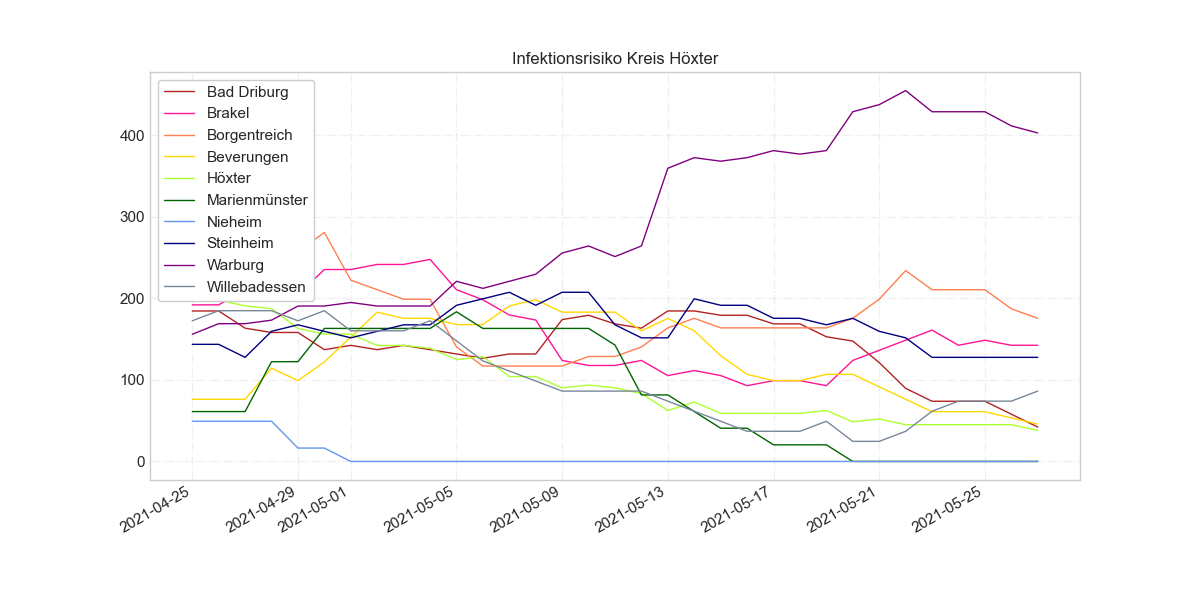 Infektionsrisiko Kreis Höxter
Bad Driburg
Brakel
Borgentreich
Beverungen
Höxter
Marienmünster
Nieheim
Steinheim
Warburg
Willebadessen
400
300
200
100
0
2021-04-25
2021-04-29
2021-05-01
2021-05-05
2021-05-09
2021-05-13
2021-05-17
2021-05-21
2021-05-25